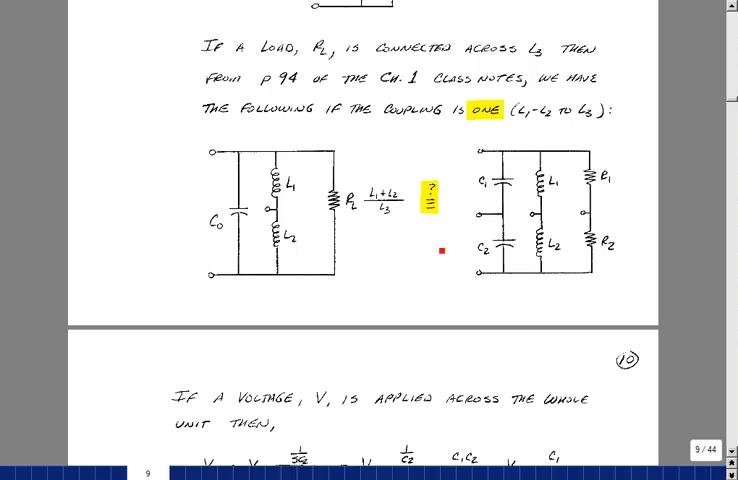 IF A LOAD, RL, IS CONNECTED ACROSS L3 THEN
FROM P 94 OF THE CH. 1 CLASS NOTES, WE HAVE
THE FOLLOWING IF THE COUPLING IS ONE (L1-L2 TO L3):
C0 L1 L2 RL L1+L2/L3 ? ≡ C1 C2 L1 L2 R1 R2
10
IF A VOLTAGE, V, IS APPLIED ACROSS THE WHOLE
UNIT THEN,
9 / 44
9